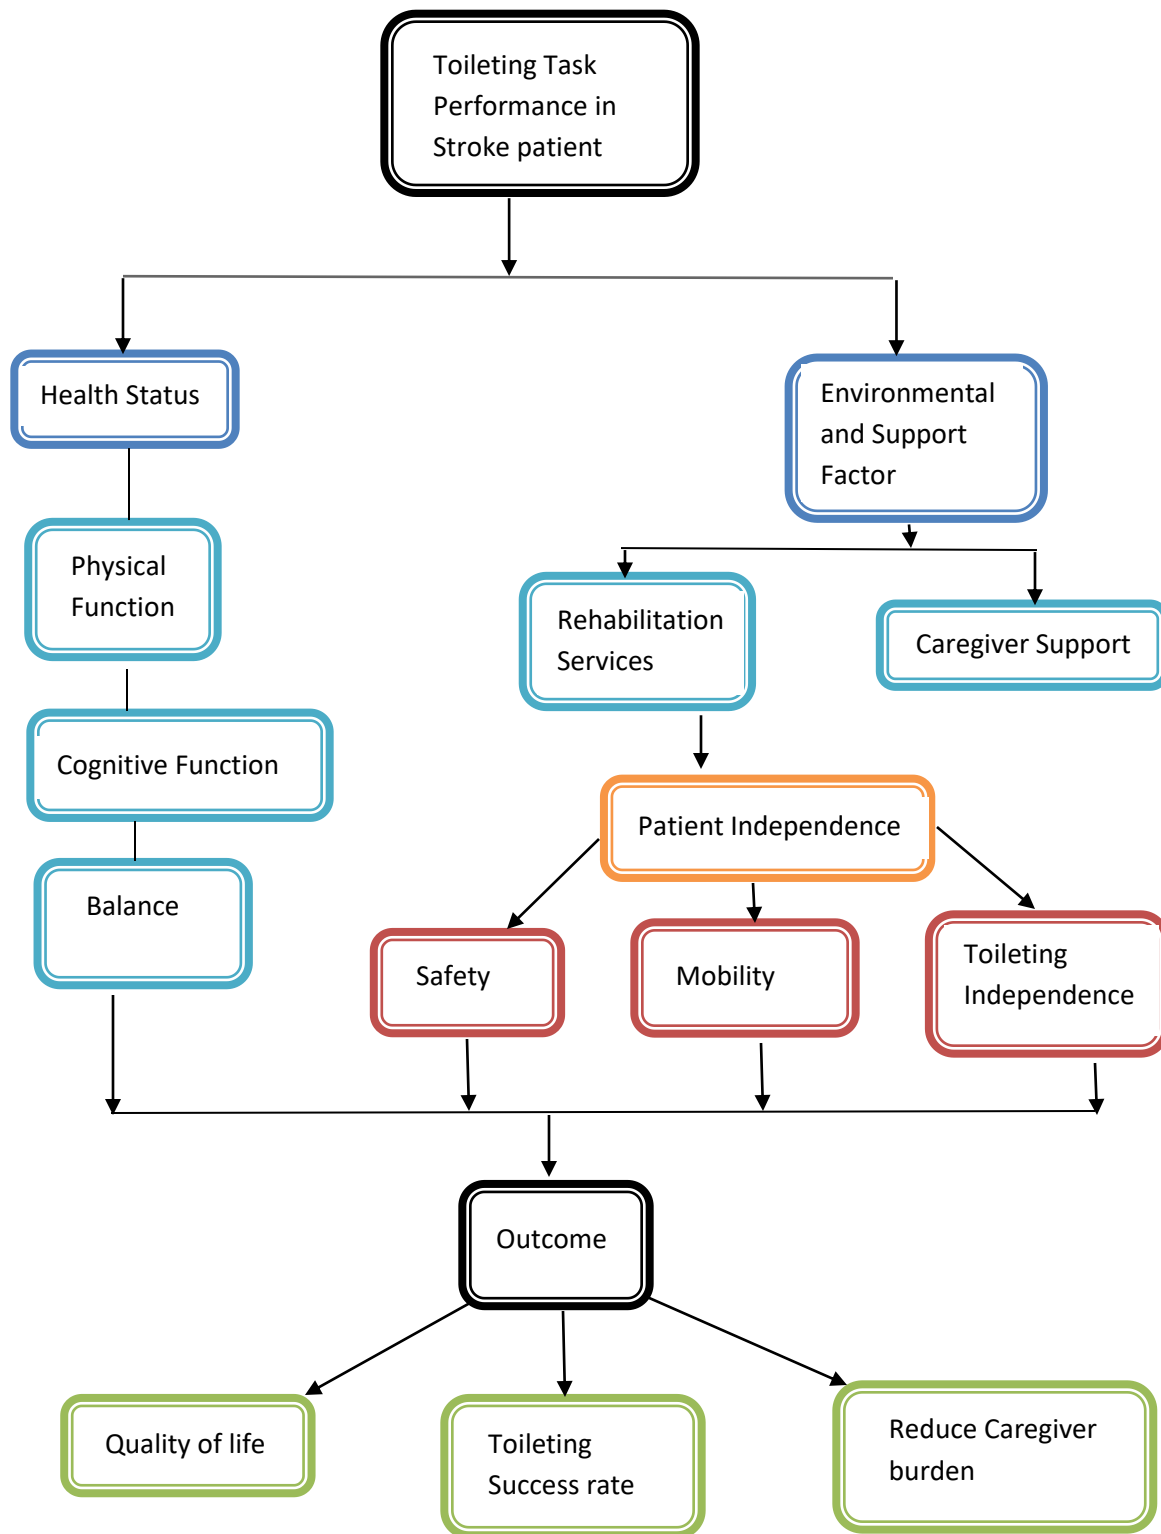 Toileting Task
Performance in
Stroke patient
Health Status
Environmental
and Support
Factor
Physical
Function
Rehabilitation
Services
Caregiver Support
Cognitive Function
Patient Independence
Balance
Safety
Mobility
Toileting
Independence
Outcome
Quality of life
Toileting
Success rate
Reduce Caregiver
burden